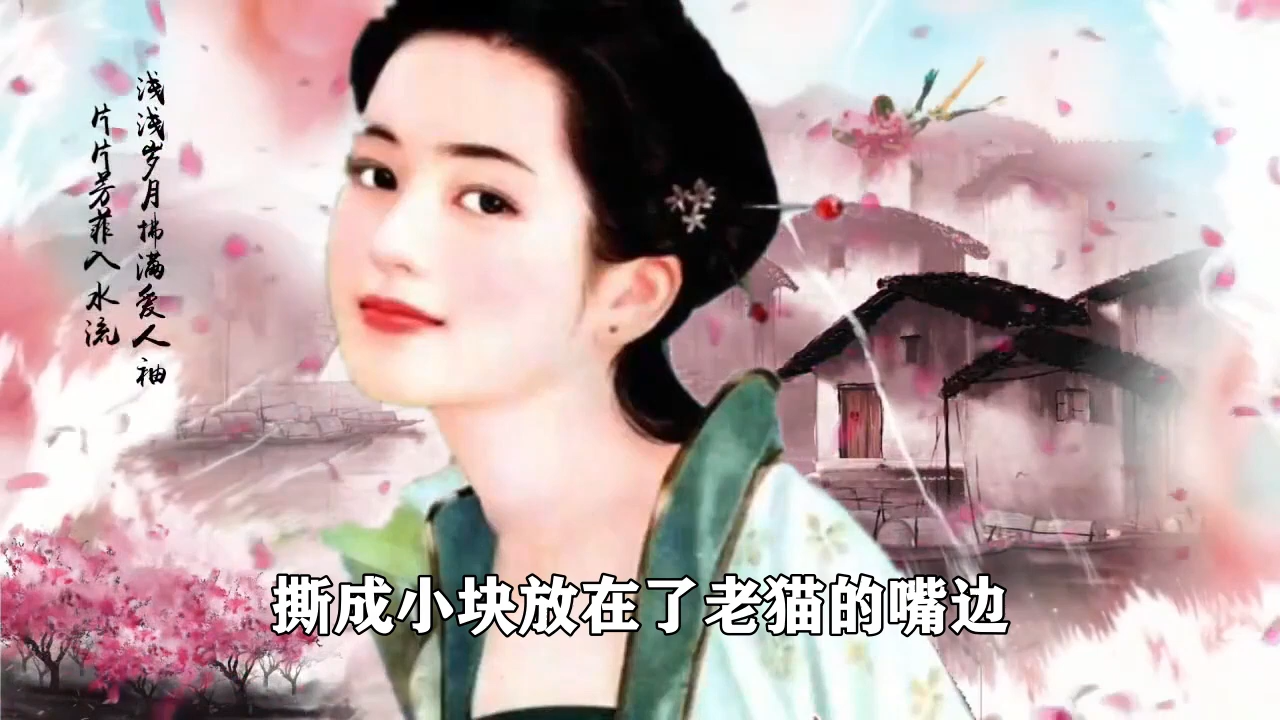 浅浅岁月拂满爱人袖
片片芳菲入水流
撕成小块放在了老猫的嘴边